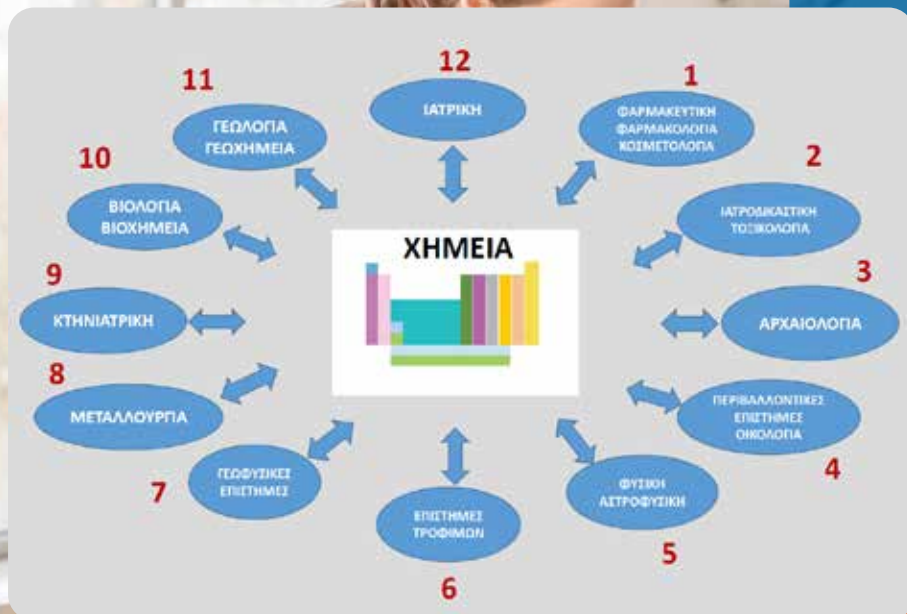 ΧΗΜΕΙΑ
1
ΦΑΡΜΑΚΕΥΤΙΚΗ
ΦΑΡΜΑΚΟΛΟΓΙΑ
ΚΟΣΜΕΤΟΛΟΓΙΑ
2
ΙΑΤΡΟΔΙΚΑΣΤΙΚΗ
ΤΟΞΙΚΟΛΟΓΙΑ
3
ΑΡΧΑΙΟΛΟΓΙΑ
ΠΕΡΙΒΑΛΛΟΝΤΙΚΕΣ
ΕΠΙΣΤΗΜΕΣ
ΟΙΚΟΛΟΓΙΑ
4
ΦΥΣΙΚΗ
ΑΣΤΡΟΦΥΣΙΚΗ
5
ΕΠΙΣΤΗΜΕΣ
ΤΡΟΦΙΜΩΝ
6
ΓΕΩΦΥΣΙΚΕΣ
ΕΠΙΣΤΗΜΕΣ
7
8
ΜΕΤΑΛΛΟΥΡΓΙΑ
9
ΚΤΗΝΙΑΤΡΙΚΗ
10
ΒΙΟΛΟΓΙΑ
ΒΙΟΧΗΜΕΙΑ
11
ΓΕΩΛΟΓΙΑ
ΓΕΩΧΗΜΕΙΑ
12
ΙΑΤΡΙΚΗ